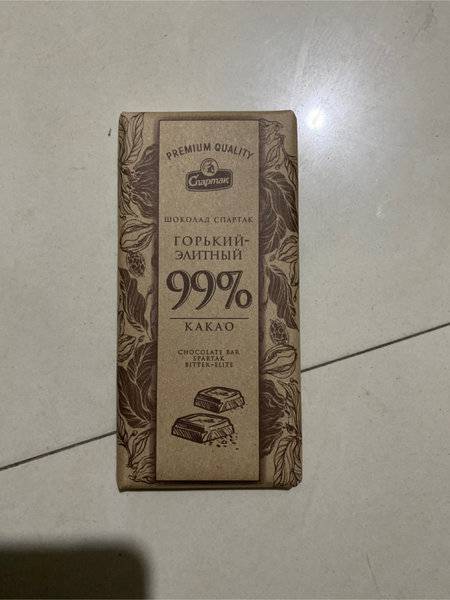 PREMIUM QUALITY
Спартак
ШОКОЛАД СПАРТАК
ГОРЬКИЙ-
ЭЛИТНЫЙ
99%
КАКАО
CHOCOLATE BAR
SPARTAK
BITTER-ELITE